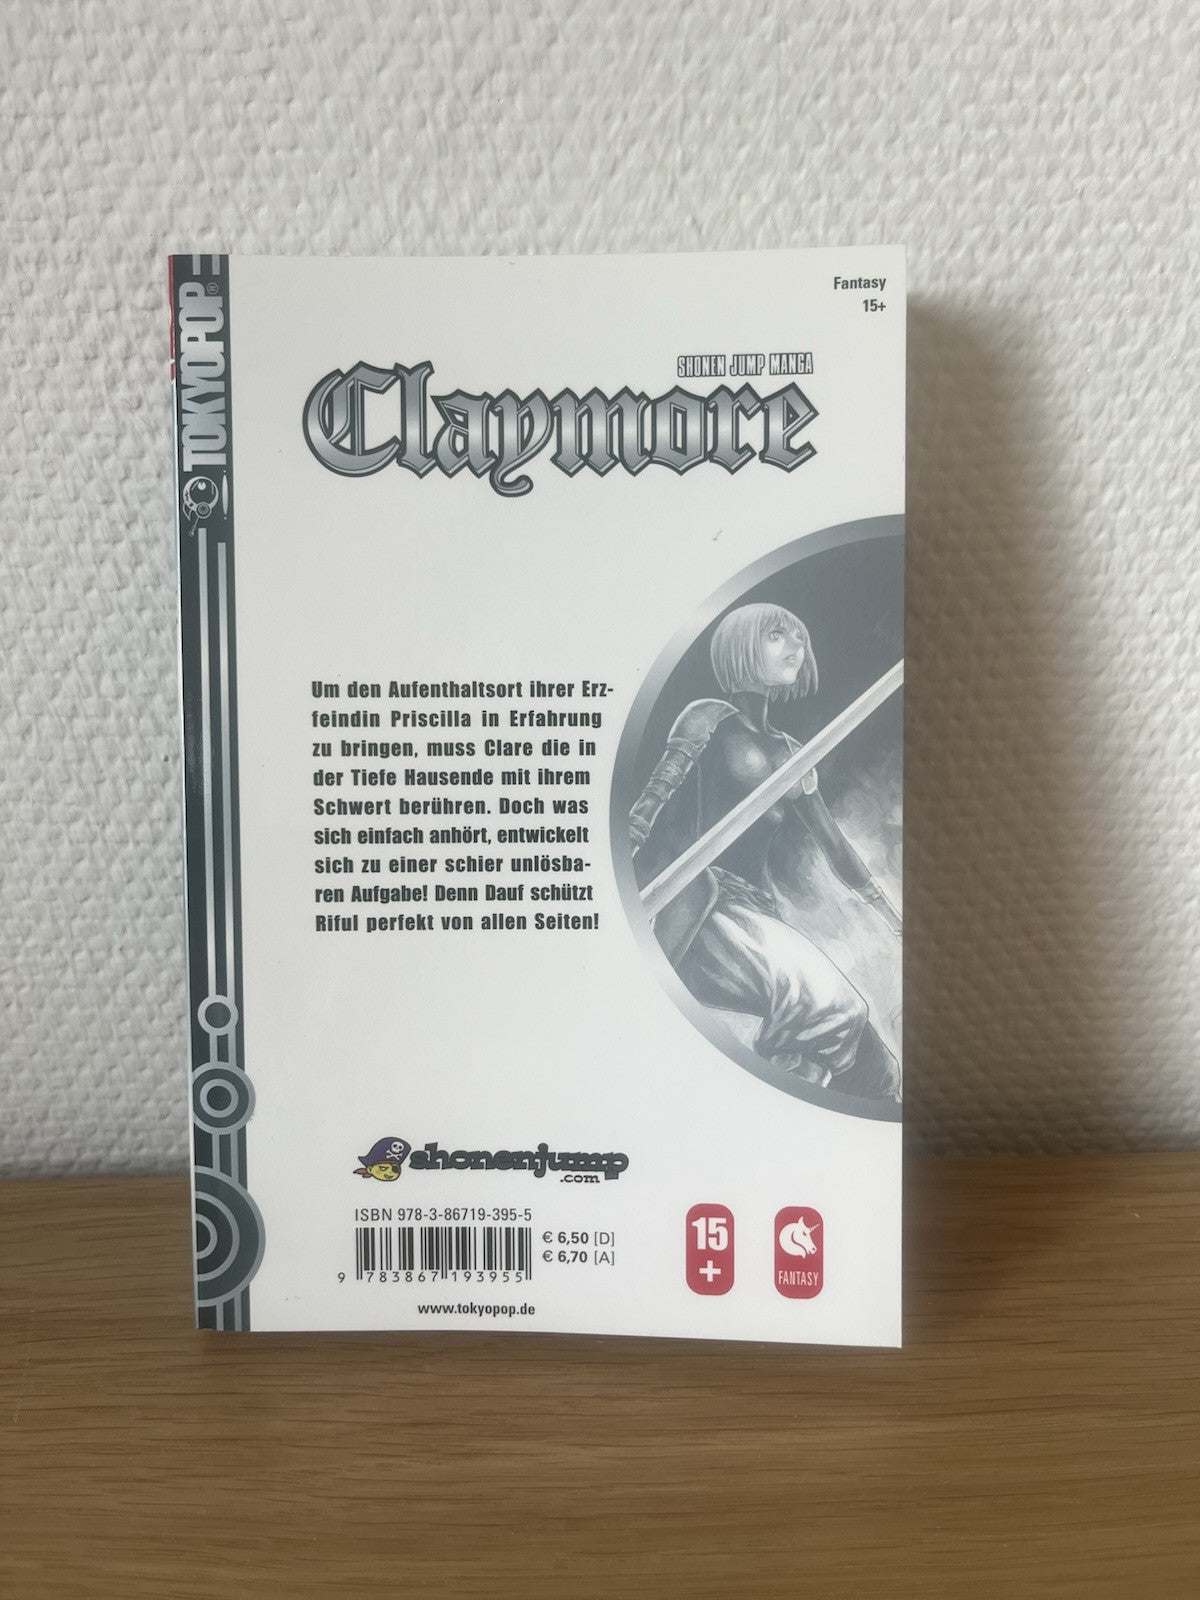 TOKYOPOP®
Fantasy
15+
SHONEN JUMP MANGA
Claymore
Um den Aufenthaltsort ihrer Erz-
feindin Priscilla in Erfahrung
zu bringen, muss Clare die in
der Tiefe Hausende mit ihrem
Schwert berühren. Doch was
sich einfach anhört, entwickelt
sich zu einer schier unlösba-
ren Aufgabe! Denn Dauf schützt
Riful perfekt von allen Seiten!
shonenjump
.com
ISBN 978-3-86719-395-5
€ 6,50 [D]
€ 6,70 [A]
9 783867 193955
www.tokyopop.de
15
+
FANTASY